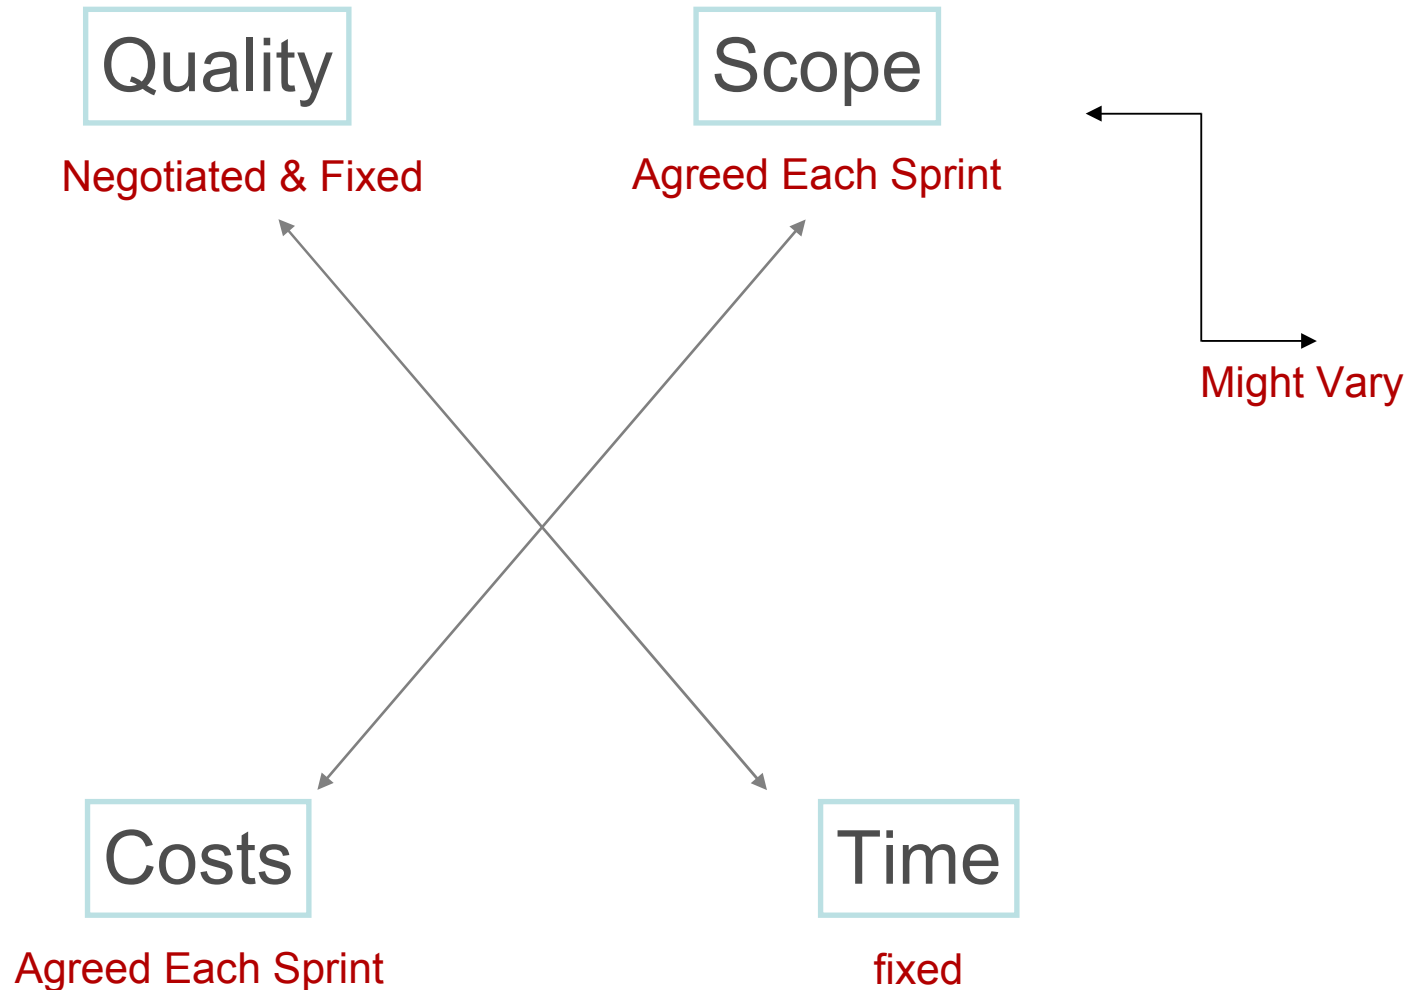 Quality
Scope
Negotiated & Fixed
Agreed Each Sprint
Might Vary
Costs
Time
Agreed Each Sprint
fixed